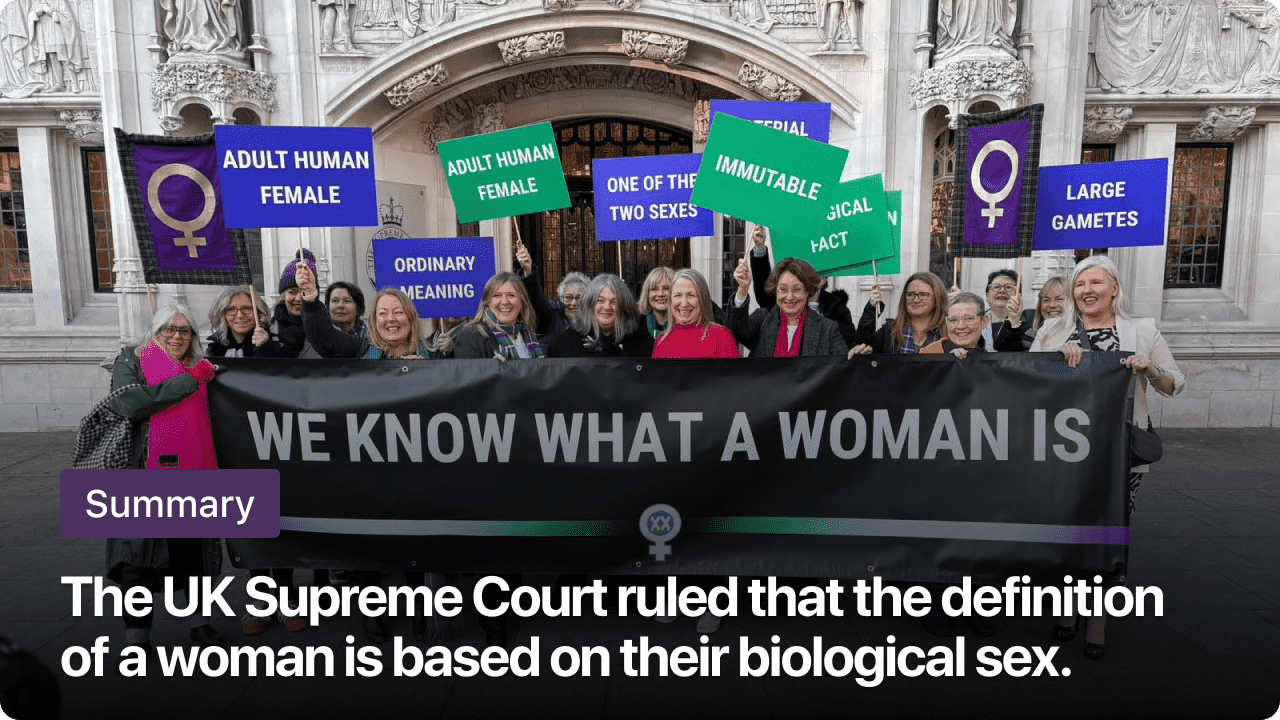 ADULT HUMAN
FEMALE
ADULT HUMAN
FEMALE
ONE OF THE
TWO SEXES
IMMUTABLE
FACT
LARGE
GAMETES
ORDINARY
MEANING
WE KNOW WHAT A WOMAN IS
XX
Summary
The UK Supreme Court ruled that the definition
of a woman is based on their biological sex.